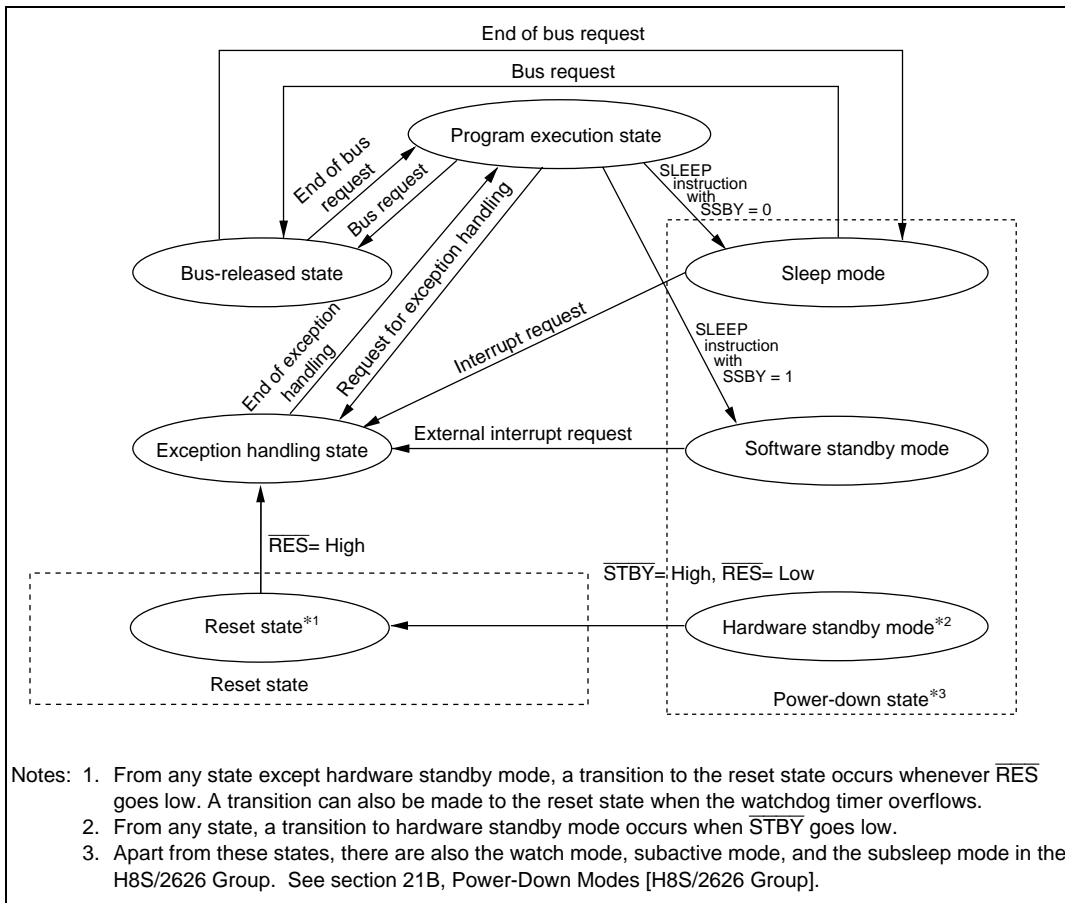 End of bus request
Bus request
Program execution state
End of bus
request
Bus request
SLEEP
instruction
with
SSBY = 0
Bus-released state
Sleep mode
End of exception
handling
Request for exception handling
Interrupt request
SLEEP
instruction
with
SSBY = 1
Exception handling state
External interrupt request
Software standby mode
R̅E̅S̅= High
S̅T̅B̅Y̅= High, R̅E̅S̅= Low
Reset state*1
Hardware standby mode*2
Reset state
Power-down state*3
Notes: 1. From any state except hardware standby mode, a transition to the reset state occurs whenever R̅E̅S̅
goes low. A transition can also be made to the reset state when the watchdog timer overflows.
2. From any state, a transition to hardware standby mode occurs when S̅T̅B̅Y̅ goes low.
3. Apart from these states, there are also the watch mode, subactive mode, and the subsleep mode in the
H8S/2626 Group. See section 21B, Power-Down Modes [H8S/2626 Group].